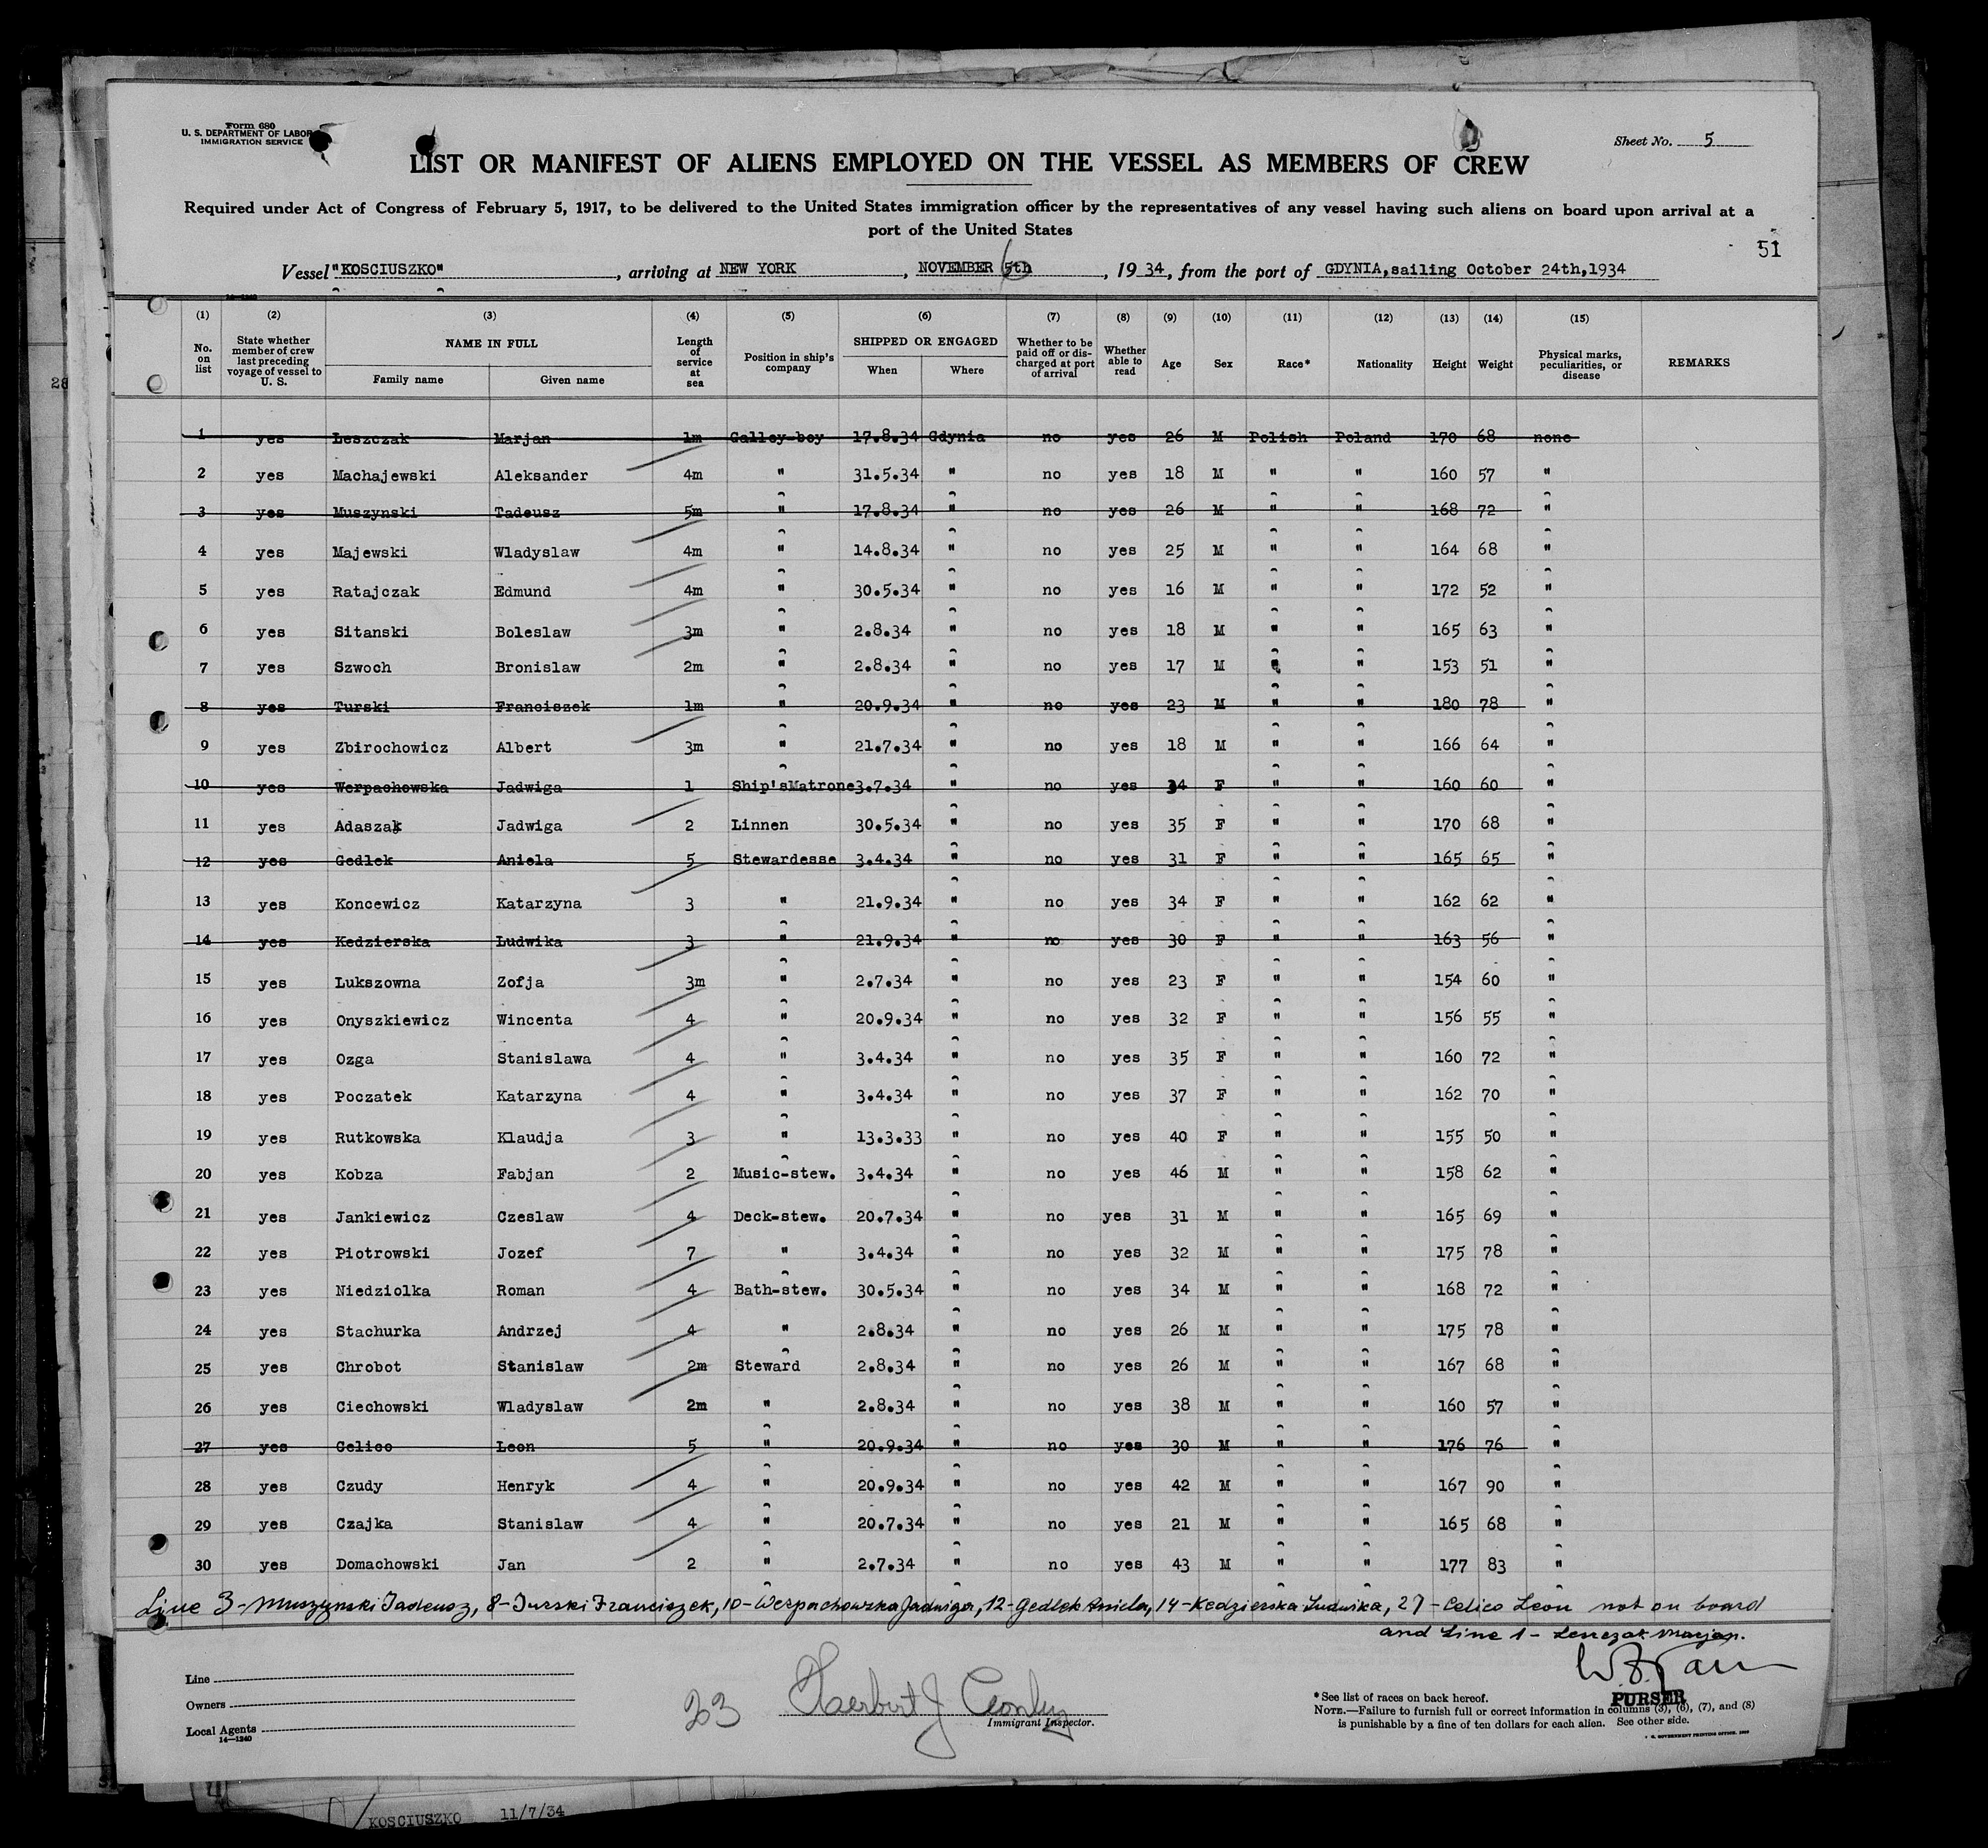 Form 680
U. S. DEPARTMENT OF LABOR
IMMIGRATION SERVICE
Sheet No. 5
LIST OR MANIFEST OF ALIENS EMPLOYED ON THE VESSEL AS MEMBERS OF CREW
Required under Act of Congress of February 5, 1917, to be delivered to the United States immigration officer by the representatives of any vessel having such aliens on board upon arrival at a
port of the United States
51
Vessel "KOSCIUSZKO", arriving at NEW YORK, NOVEMBER 5th 6, 1934, from the port of GDYNIA, sailing October 24th, 1934
(1) (2) (3) (4) (5) (6) (7) (8) (9) (10) (11) (12) (13) (14) (15)
No. on list | State whether member of crew last preceding voyage of vessel to U. S. | NAME IN FULL | Family name | Given name | Length of service at sea | Position in ship's company | SHIPPED OR ENGAGED | When | Where | Whether to be paid off or discharged at port of arrival | Whether able to read | Age | Sex | Race* | Nationality | Height | Weight | Physical marks, peculiarities, or disease | REMARKS
1 yes Leszczak Marjan 1m Galley-boy 17.8.34 Gdynia no yes 26 M Polish Poland 170 68 none
2 yes Machajewski Aleksander 4m " 31.5.34 " no yes 18 M " " 160 57 "
3 yes Muszynski Tadeusz 5m " 17.8.34 " no yes 26 M " " 168 72 "
4 yes Majewski Wladyslaw 4m " 14.8.34 " no yes 25 M " " 164 68 "
5 yes Ratajczak Edmund 4m " 30.5.34 " no yes 16 M " " 172 52 "
6 yes Sitanski Boleslaw 3m " 2.8.34 " no yes 18 M " " 165 63 "
7 yes Szwoch Bronislaw 2m " 2.8.34 " no yes 17 M " " 153 51 "
8 yes Turski Franciszek 1m " 20.9.34 " no yes 23 M " " 180 78 "
9 yes Zbirochowicz Albert 3m " 21.7.34 " no yes 18 M " " 166 64 "
10 yes Werpachowska Jadwiga 1 Ship'sMatrone 3.7.34 " no yes 34 F " " 160 60 "
11 yes Adaszak Jadwiga 2 Linnen 30.5.34 " no yes 35 F " " 170 68 "
12 yes Gedlek Aniela 5 Stewardesse 3.4.34 " no yes 31 F " " 165 65 "
13 yes Koncewicz Katarzyna 3 " 21.9.34 " no yes 34 F " " 162 62 "
14 yes Kedzierska Ludwika 3 " 21.9.34 " no yes 30 F " " 163 56 "
15 yes Lukszowna Zofja 3m " 2.7.34 " no yes 23 F " " 154 60 "
16 yes Onyszkiewicz Wincenta 4 " 20.9.34 " no yes 32 F " " 156 55 "
17 yes Ozga Stanislawa 4 " 3.4.34 " no yes 35 F " " 160 72 "
18 yes Poczatek Katarzyna 4 " 3.4.34 " no yes 37 F " " 162 70 "
19 yes Rutkowska Klaudja 3 " 13.3.33 " no yes 40 F " " 155 50 "
20 yes Kobza Fabjan 2 Music-stew. 3.4.34 " no yes 46 M " " 158 62 "
21 yes Jankiewicz Czeslaw 4 Deck-stew. 20.7.34 " no yes 31 M " " 165 69 "
22 yes Piotrowski Jozef 7 " 3.4.34 " no yes 32 M " " 175 78 "
23 yes Niedziolka Roman 4 Bath-stew. 30.5.34 " no yes 34 M " " 168 72 "
24 yes Stachurka Andrzej 4 " 2.8.34 " no yes 26 M " " 175 78 "
25 yes Chrobot Stanislaw 2m Steward 2.8.34 " no yes 26 M " " 167 68 "
26 yes Ciechowski Wladyslaw 2m " 2.8.34 " no yes 38 M " " 160 57 "
27 yes Celico Leon 5 " 20.9.34 " no yes 30 M " " 176 76 "
28 yes Czudy Henryk 4 " 20.9.34 " no yes 42 M " " 167 90 "
29 yes Czajka Stanislaw 4 " 20.7.34 " no yes 21 M " " 165 68 "
30 yes Domachowski Jan 2 " 2.7.34 " no yes 43 M " " 177 83 "
Line 3 - Muszynski Tadeusz, 8 - Turski Franciszek, 10 - Werpachowska Jadwiga, 12 - Gedlek Aniela, 14 - Kedzierska Ludwika, 27 - Celico Leon not on board
and Line 1 - Leszczak Marjan.
Line
Owners
Local Agents
14—1240
23
Herbert J
Immigrant Inspector.
PURSER
* See list of races on back hereof.
NOTE.—Failure to furnish full or correct information in columns (3), (6), (7), and (8)
is punishable by a fine of ten dollars for each alien. See other side.
KOSCIUSZKO 11/7/34